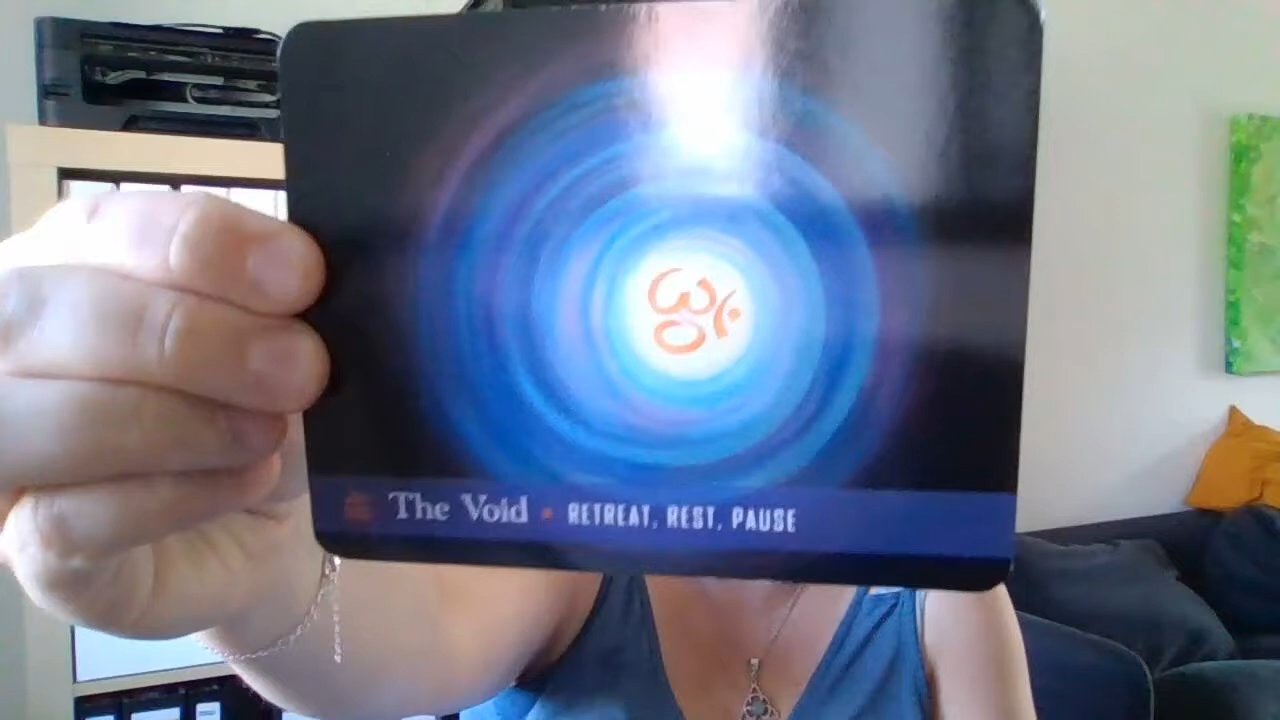 The Void • RETREAT, REST, PAUSE